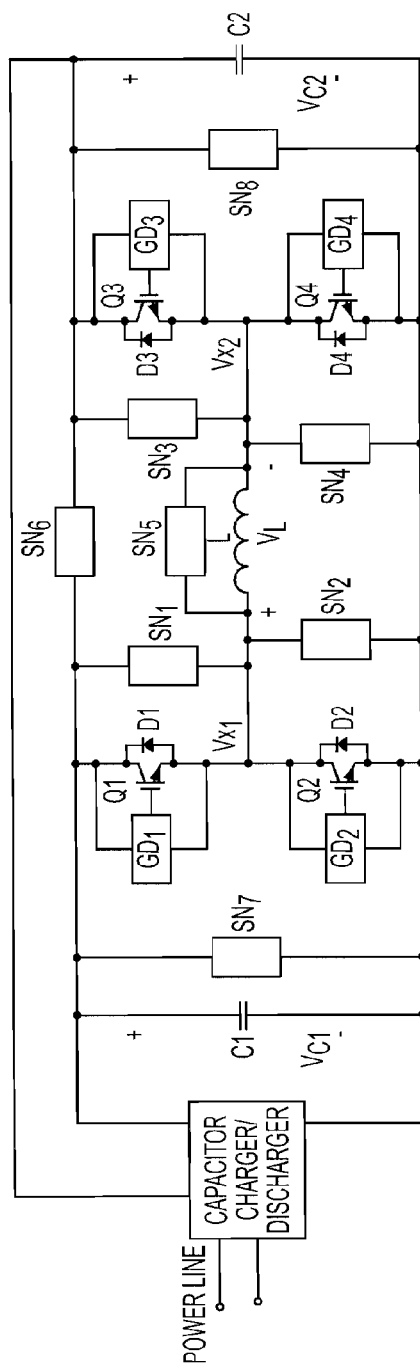 POWER LINE
CAPACITOR
CHARGER/
DISCHARGER
+
C1
VC1
-
SN7
GD1
Q1
D1
GD2
Q2
D2
VX1
SN1
SN2
SN6
SN5
L
+
VL
-
SN3
SN4
VX2
D3
Q3
GD3
D4
Q4
GD4
SN8
+
C2
VC2
-